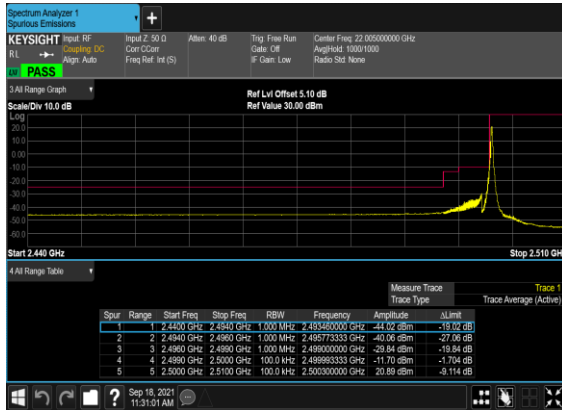 Spectrum Analyzer 1
Spurious Emissions
+
KEYSIGHT Input: RF Input Z: 50 Ω Atten: 40 dB Trig: Free Run Center Freq: 22.005000000 GHz
RL Coupling: DC Corr CCorr Gate: Off Avg|Hold: 1000/1000
Align: Auto Freq Ref: Int (S) IF Gain: Low Radio Std: None
PASS
3 All Range Graph
Ref Lvl Offset 5.10 dB
Scale/Div 10.0 dB Ref Value 30.00 dBm
Log
20.0
10.0
0.00
-10.0
-20.0
-30.0
-40.0
-50.0
-60.0
Start 2.440 GHz Stop 2.510 GH
4 All Range Table
Measure Trace Trace 1
Trace Type Trace Average (Active)
Spur Range Start Freq Stop Freq RBW Frequency Amplitude ΔLimit
1 1 2.4400 GHz 2.4940 GHz 1.000 MHz 2.493460000 GHz -44.02 dBm -19.02 dB
2 2 2.4940 GHz 2.4960 GHz 1.000 MHz 2.495773333 GHz -40.06 dBm -27.06 dB
3 3 2.4960 GHz 2.4990 GHz 1.000 MHz 2.499000000 GHz -29.84 dBm -19.84 dB
4 4 2.4990 GHz 2.5000 GHz 100.0 kHz 2.499993333 GHz -11.70 dBm -1.704 dB
5 5 2.5000 GHz 2.5100 GHz 100.0 kHz 2.500300000 GHz 20.89 dBm -9.114 dB
? Sep 18, 2021
11:31:01 AM